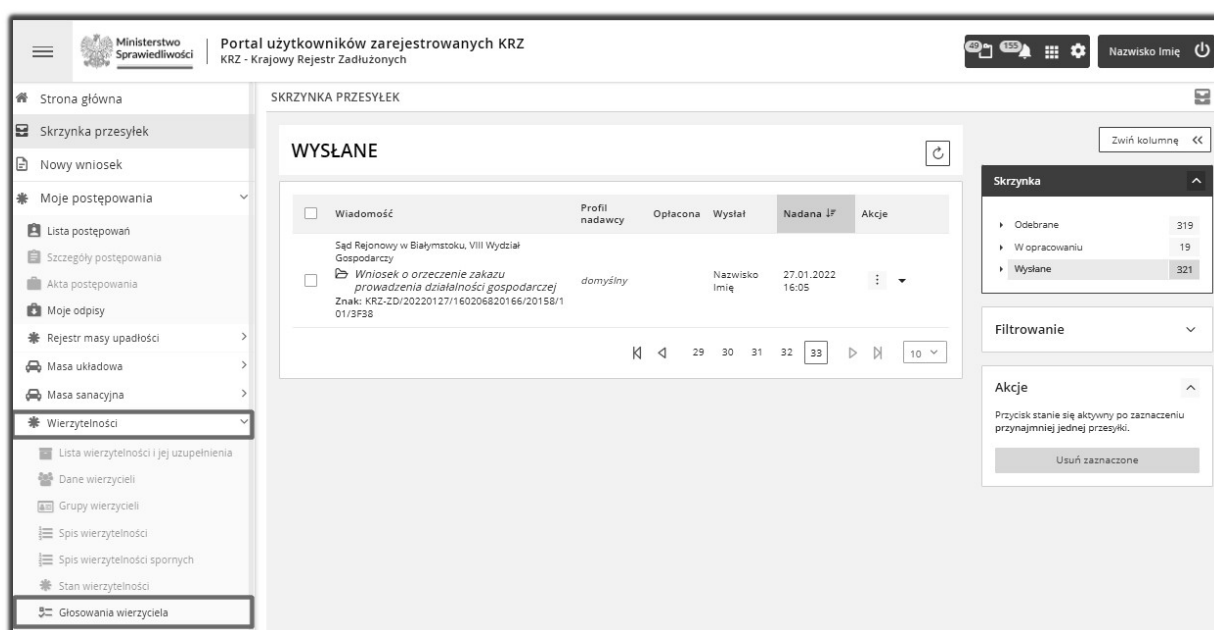 Ministerstwo
Sprawiedliwości
Portal użytkowników zarejestrowanych KRZ
KRZ - Krajowy Rejestr Zadłużonych
49
155
Nazwisko Imię
Strona główna
Skrzynka przesyłek
Nowy wniosek
Moje postępowania
Lista postępowań
Szczegóły postępowania
Akta postępowania
Moje odpisy
Rejestr masy upadłości
Masa układowa
Masa sanacyjna
Wierzytelności
Lista wierzytelności i jej uzupełnienia
Dane wierzycieli
Grupy wierzycieli
Spis wierzytelności
Spis wierzytelności spornych
Stan wierzytelności
Głosowania wierzyciela
SKRZYNKA PRZESYŁEK
WYSŁANE
Wiadomość Profil nadawcy Opłacona Wysłał Nadana Akcje
Sąd Rejonowy w Białymstoku, VIII Wydział
Gospodarczy
Wniosek o orzeczenie zakazu
prowadzenia działalności gospodarczej
Znak: KRZ-ZD/20220127/160206820166/20158/1
01/3F38
domyślny
Nazwisko
Imię
27.01.2022
16:05
29 30 31 32 33 10
Zwiń kolumnę
Skrzynka
Odebrane 319
W opracowaniu 19
Wysłane 321
Filtrowanie
Akcje
Przycisk stanie się aktywny po zaznaczeniu
przynajmniej jednej przesyłki.
Usuń zaznaczone